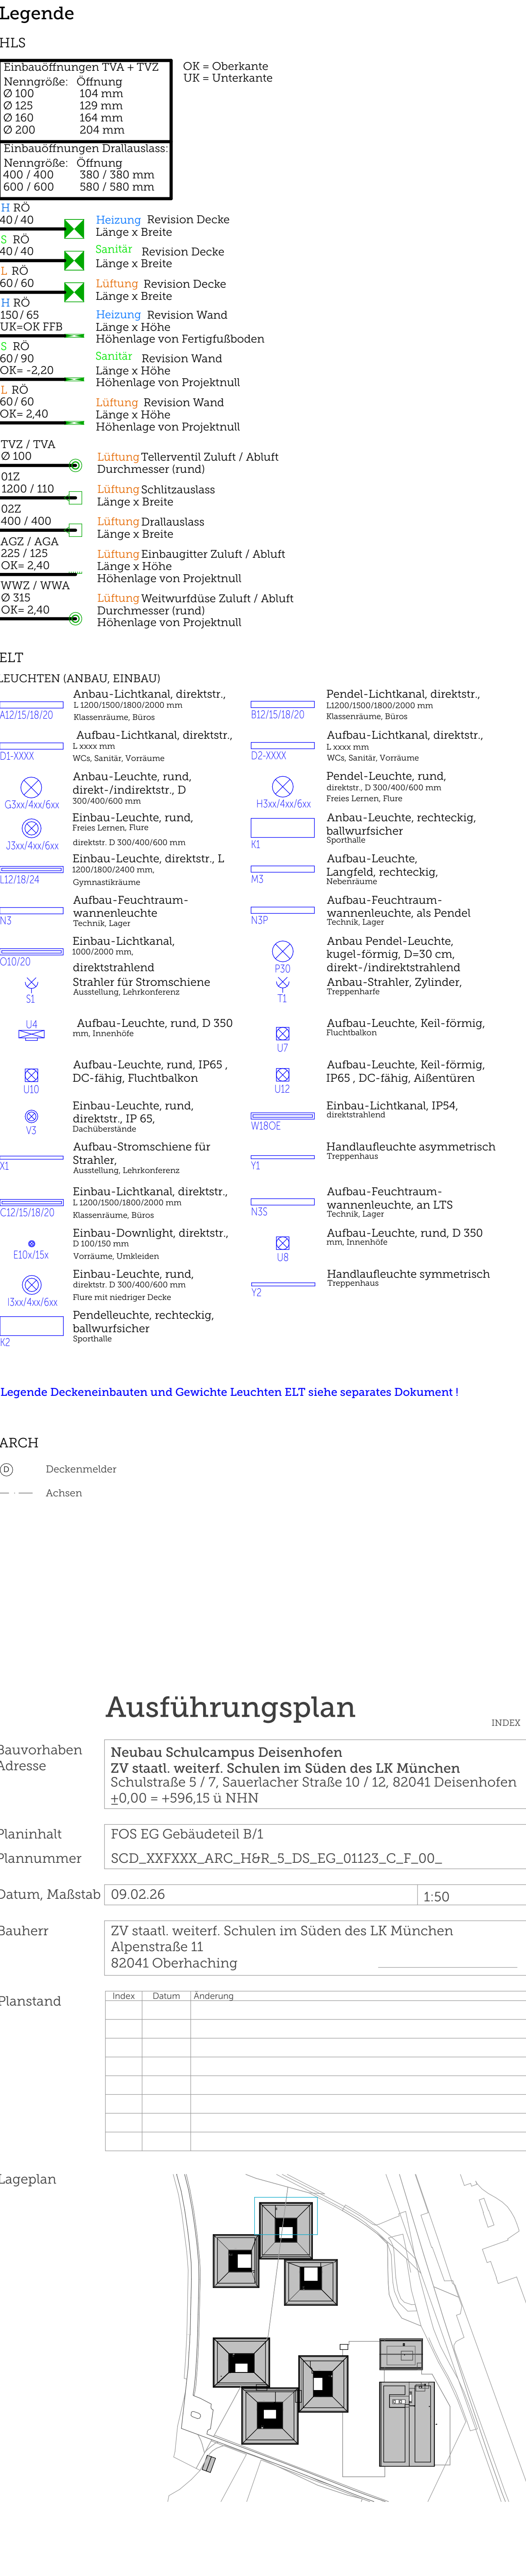 Legende
HLS
Einbauöffnungen TVA + TVZ
Nenngröße: Öffnung
Ø 100 104 mm
Ø 125 129 mm
Ø 160 164 mm
Ø 200 204 mm
OK = Oberkante
UK = Unterkante
Einbauöffnungen Drallauslass:
Nenngröße: Öffnung
400 / 400 380 / 380 mm
600 / 600 580 / 580 mm
H RÖ
40/40
Heizung Revision Decke
Länge x Breite
S RÖ
40/40
Sanitär Revision Decke
Länge x Breite
L RÖ
60/60
Lüftung Revision Decke
Länge x Breite
H RÖ
150/65
UK=OK FFB
Heizung Revision Wand
Länge x Höhe
Höhenlage von Fertigfußboden
S RÖ
60/90
OK= -2,20
Sanitär Revision Wand
Länge x Höhe
Höhenlage von Projektnull
L RÖ
60/60
OK= 2,40
Lüftung Revision Wand
Länge x Höhe
Höhenlage von Projektnull
TVZ / TVA
Ø 100
Lüftung Tellerventil Zuluft / Abluft
Durchmesser (rund)
01Z
1200 / 110
Lüftung Schlitzauslass
Länge x Breite
02Z
400 / 400
Lüftung Drallauslass
Länge x Breite
AGZ / AGA
225 / 125
OK= 2,40
Lüftung Einbaugitter Zuluft / Abluft
Länge x Höhe
Höhenlage von Projektnull
WWZ / WWA
Ø 315
OK= 2,40
Lüftung Weitwurfdüse Zuluft / Abluft
Durchmesser (rund)
Höhenlage von Projektnull
ELT
LEUCHTEN (ANBAU, EINBAU)
A12/15/18/20
Anbau-Lichtkanal, direktstr.,
L 1200/1500/1800/2000 mm
Klassenräume, Büros
B12/15/18/20
Pendel-Lichtkanal, direktstr.,
L1200/1500/1800/2000 mm
Klassenräume, Büros
D1-XXXX
Aufbau-Lichtkanal, direktstr.,
L xxxx mm
WCs, Sanitär, Vorräume
D2-XXXX
Aufbau-Lichtkanal, direktstr.,
L xxxx mm
WCs, Sanitär, Vorräume
G3xx/4xx/6xx
Anbau-Leuchte, rund,
direkt-/indirektstr., D
300/400/600 mm
H3xx/4xx/6xx
Pendel-Leuchte, rund,
direktstr., D 300/400/600 mm
Freies Lernen, Flure
J3xx/4xx/6xx
Einbau-Leuchte, rund,
Freies Lernen, Flure
direktstr. D 300/400/600 mm
K1
Anbau-Leuchte, rechteckig,
ballwurfsicher
Sporthalle
L12/18/24
Einbau-Leuchte, direktstr., L
1200/1800/2400 mm,
Gymnastikräume
M3
Aufbau-Leuchte,
Langfeld, rechteckig,
Nebenräume
N3
Aufbau-Feuchtraum-
wannenleuchte
Technik, Lager
N3P
Aufbau-Feuchtraum-
wannenleuchte, als Pendel
Technik, Lager
O10/20
Einbau-Lichtkanal,
1000/2000 mm,
direktstrahlend
P30
Anbau Pendel-Leuchte,
kugel-förmig, D=30 cm,
direkt-/indirektstrahlend
S1
Strahler für Stromschiene
Ausstellung, Lehrkonferenz
T1
Anbau-Strahler, Zylinder,
Treppenharfe
U4
Aufbau-Leuchte, rund, D 350
mm, Innenhöfe
U7
Aufbau-Leuchte, Keil-förmig,
Fluchtbalkon
U10
Aufbau-Leuchte, rund, IP65 ,
DC-fähig, Fluchtbalkon
U12
Aufbau-Leuchte, Keil-förmig,
IP65 , DC-fähig, Aißentüren
V3
Einbau-Leuchte, rund,
direktstr., IP 65,
Dachüberstände
W18OE
Einbau-Lichtkanal, IP54,
direktstrahlend
X1
Aufbau-Stromschiene für
Strahler,
Ausstellung, Lehrkonferenz
Y1
Handlaufleuchte asymmetrisch
Treppenhaus
C12/15/18/20
Einbau-Lichtkanal, direktstr.,
L 1200/1500/1800/2000 mm
Klassenräume, Büros
N3S
Aufbau-Feuchtraum-
wannenleuchte, an LTS
Technik, Lager
E10x/15x
Einbau-Downlight, direktstr.,
D 100/150 mm
Vorräume, Umkleiden
U8
Aufbau-Leuchte, rund, D 350
mm, Innenhöfe
I3xx/4xx/6xx
Einbau-Leuchte, rund,
direktstr. D 300/400/600 mm
Flure mit niedriger Decke
Y2
Handlaufleuchte symmetrisch
Treppenhaus
K2
Pendelleuchte, rechteckig,
ballwurfsicher
Sporthalle
Legende Deckeneinbauten und Gewichte Leuchten ELT siehe separates Dokument !
ARCH
D Deckenmelder
Achsen
Ausführungsplan
INDEX
Bauvorhaben
Adresse
Neubau Schulcampus Deisenhofen
ZV staatl. weiterf. Schulen im Süden des LK München
Schulstraße 5 / 7, Sauerlacher Straße 10 / 12, 82041 Deisenhofen
±0,00 = +596,15 ü NHN
Planinhalt
FOS EG Gebäudeteil B/1
Plannummer
SCD_XXFXXX_ARC_H&R_5_DS_EG_01123_C_F_00_
Datum, Maßstab
09.02.26
1:50
Bauherr
ZV staatl. weiterf. Schulen im Süden des LK München
Alpenstraße 11
82041 Oberhaching
Planstand
Index Datum Änderung
Lageplan